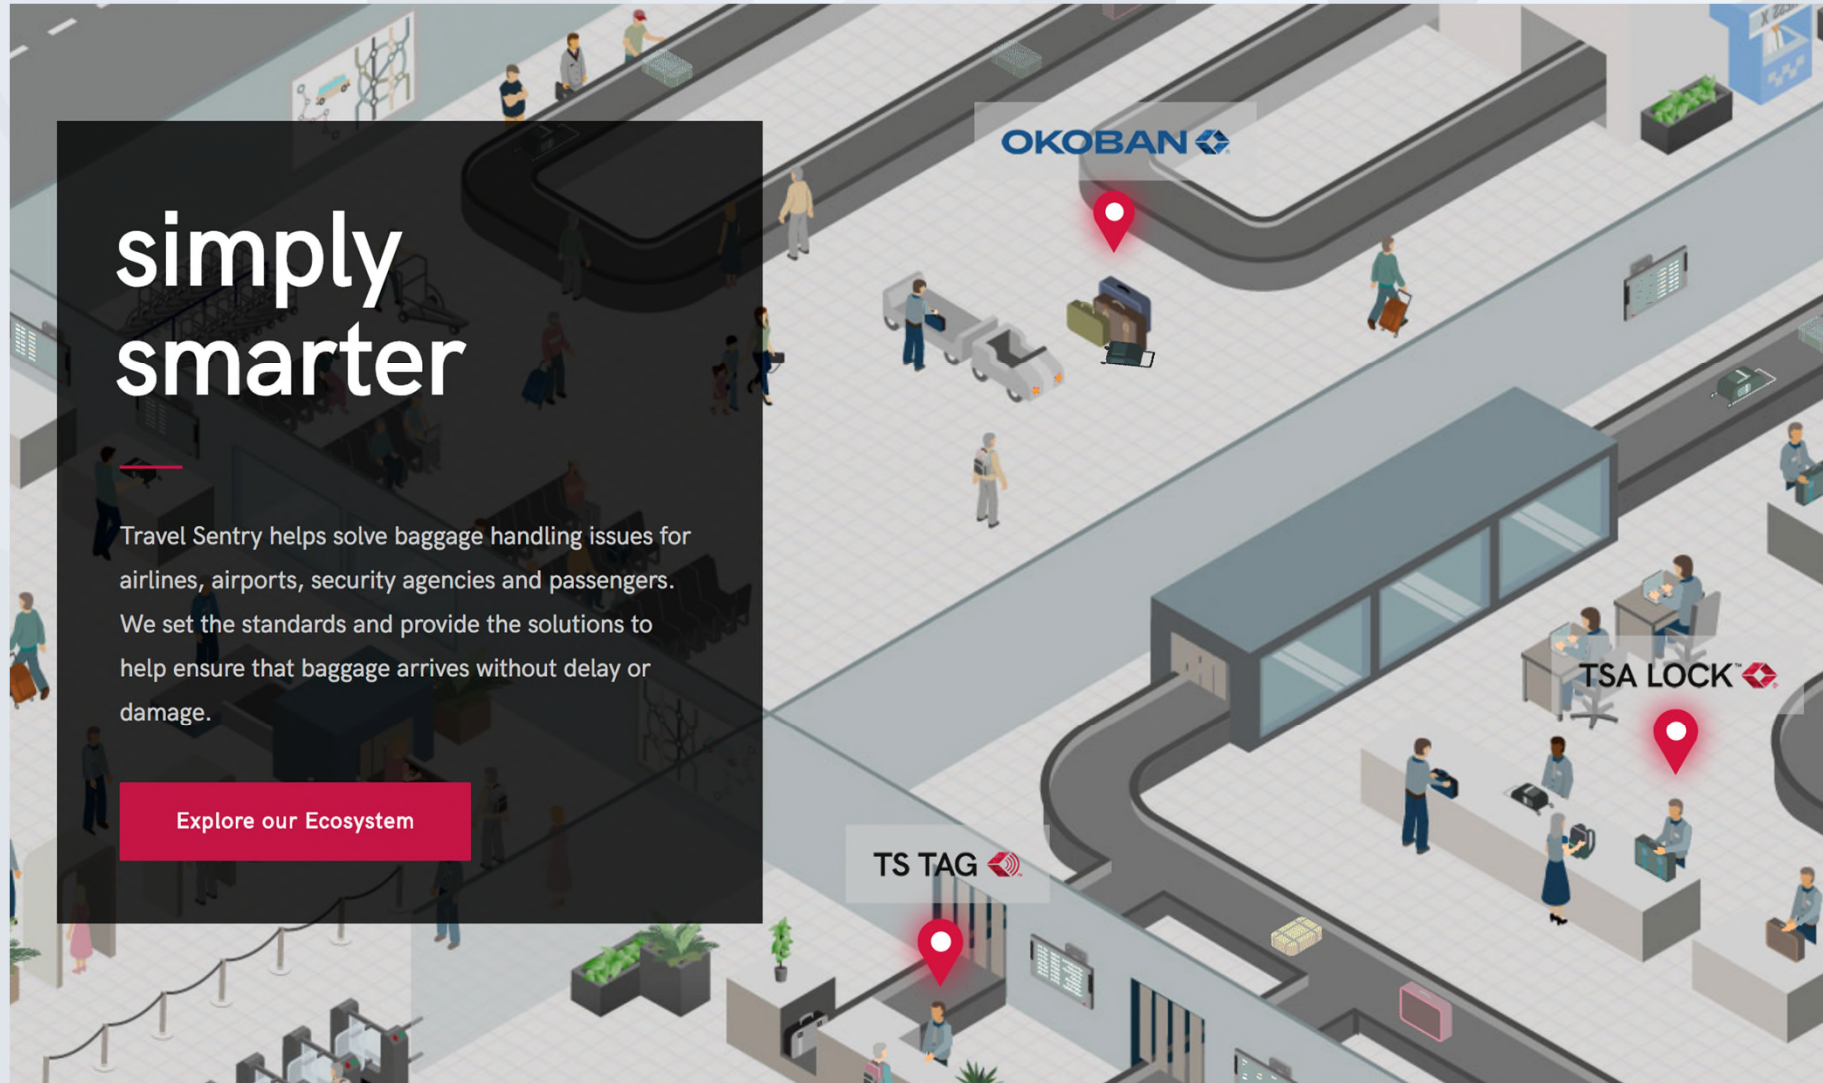 OKOBAN
simply
smarter
Travel Sentry helps solve baggage handling issues for
airlines, airports, security agencies and passengers.
We set the standards and provide the solutions to
help ensure that baggage arrives without delay or
damage.
Explore our Ecosystem
TSA LOCK™
TS TAG